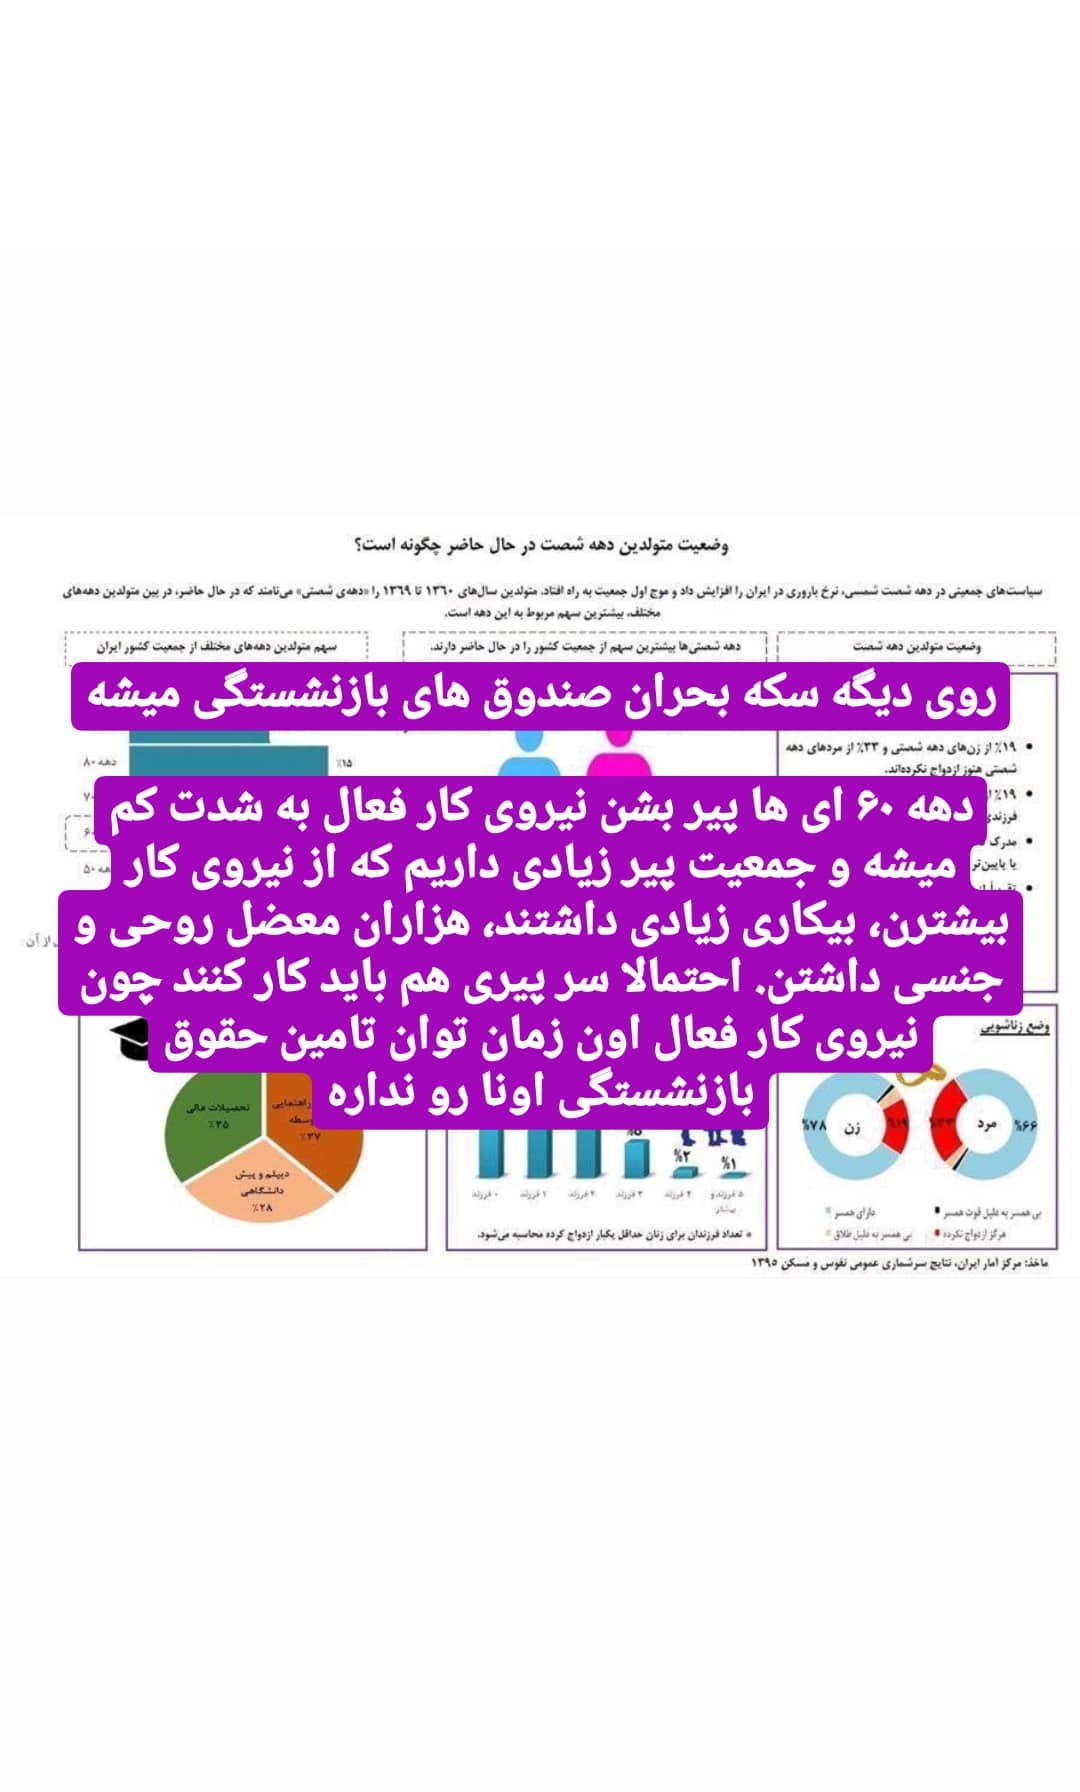 وضعیت متولدین دهه شصت در حال حاضر چگونه است؟
سیاست‌های جمعیتی در دهه شصت شمسی، نرخ باروری در ایران را افزایش داد و موج اول جمعیت به راه افتاد. متولدین سال‌های ۱۳۶۰ تا ۱۳۶۹ را «دهه‌ی شصتی» می‌نامند که در حال حاضر، در بین متولدین دهه‌های
مختلف، بیشترین سهم مربوط به این دهه است.
وضعیت متولدین دهه شصت
دهه شصتی‌ها بیشترین سهم از جمعیت کشور را در حال حاضر دارند.
سهم متولدین دهه‌های مختلف از جمعیت کشور ایران
روی دیگه سکه بحران صندوق های بازنشستگی میشه
۱۹٪ از زن‌های دهه شصتی و ۳۳٪ از مردهای دهه
شصتی هنوز ازدواج نکرده‌اند.
۱۹٪
فرزند
مدرک
یا پایین‌تر
دهه ۸۰
۱۵٪
دهه ۶۰ ای ها پیر بشن نیروی کار فعال به شدت کم
میشه و جمعیت پیر زیادی داریم که از نیروی کار
بیشترن، بیکاری زیادی داشتند، هزاران معضل روحی و
جنسی داشتن. احتمالا سر پیری هم باید کار کنند چون
نیروی کار فعال اون زمان توان تامین حقوق
بازنشستگی اونا رو نداره
وضع زناشویی
مرد
٪۶۶
٪۳۳
زن
٪۷۸
٪۱۹
بی همسر به دلیل فوت همسر
دارای همسر
هرگز ازدواج نکرده
بی همسر به دلیل طلاق
٪۲
٪۱
۰ فرزند
۱ فرزند
۲ فرزند
۳ فرزند
۴ فرزند
۵ فرزند و
بیشتر
تعداد فرزندان برای زنان حداقل یکبار ازدواج کرده محاسبه می‌شود.
تحصیلات عالی
۳۵٪
راهنمایی
۳۷٪
دیپلم و پیش
دانشگاهی
۲۸٪
ماخذ: مرکز آمار ایران، نتایج سرشماری عمومی نفوس و مسکن ۱۳۹۵